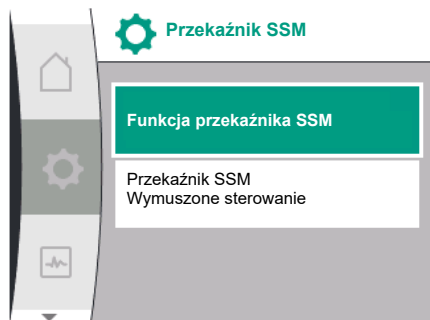 Przekaźnik SSM
Funkcja przekaźnika SSM
Przekaźnik SSM
Wymuszone sterowanie